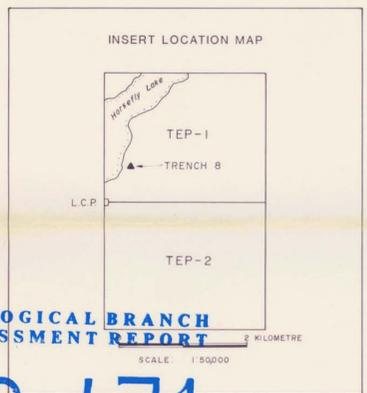 INSERT LOCATION MAP
Horsefly Lake
TEP-1
TRENCH 8
L.C.P.
TEP-2
OGICAL BRANCH
SSMENT REPORT
2 KILOMETRE
SCALE: 1:50,000